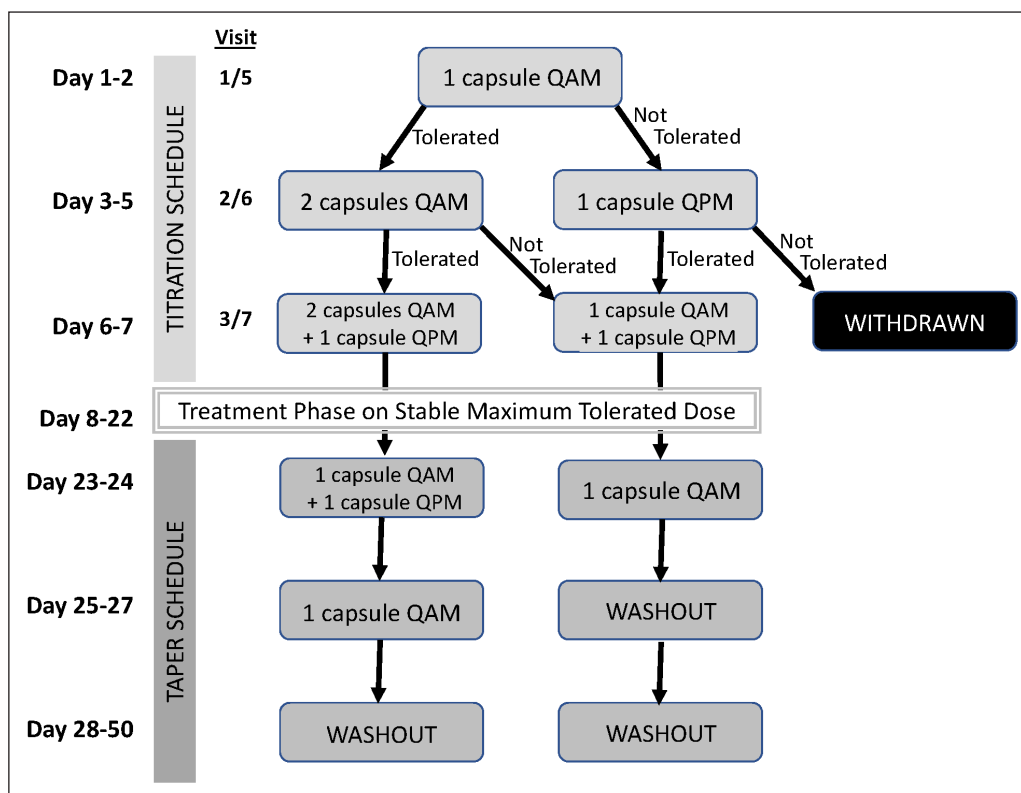 Visit
Day 1-2
1/5
1 capsule QAM
Tolerated
Not
Tolerated
TITRATION SCHEDULE
Day 3-5
2/6
2 capsules QAM
1 capsule QPM
Tolerated
Not
Tolerated
Tolerated
Not
Tolerated
Day 6-7
3/7
2 capsules QAM
+ 1 capsule QPM
1 capsule QAM
+ 1 capsule QPM
WITHDRAWN
Day 8-22
Treatment Phase on Stable Maximum Tolerated Dose
TAPER SCHEDULE
Day 23-24
1 capsule QAM
+ 1 capsule QPM
1 capsule QAM
Day 25-27
1 capsule QAM
WASHOUT
Day 28-50
WASHOUT
WASHOUT